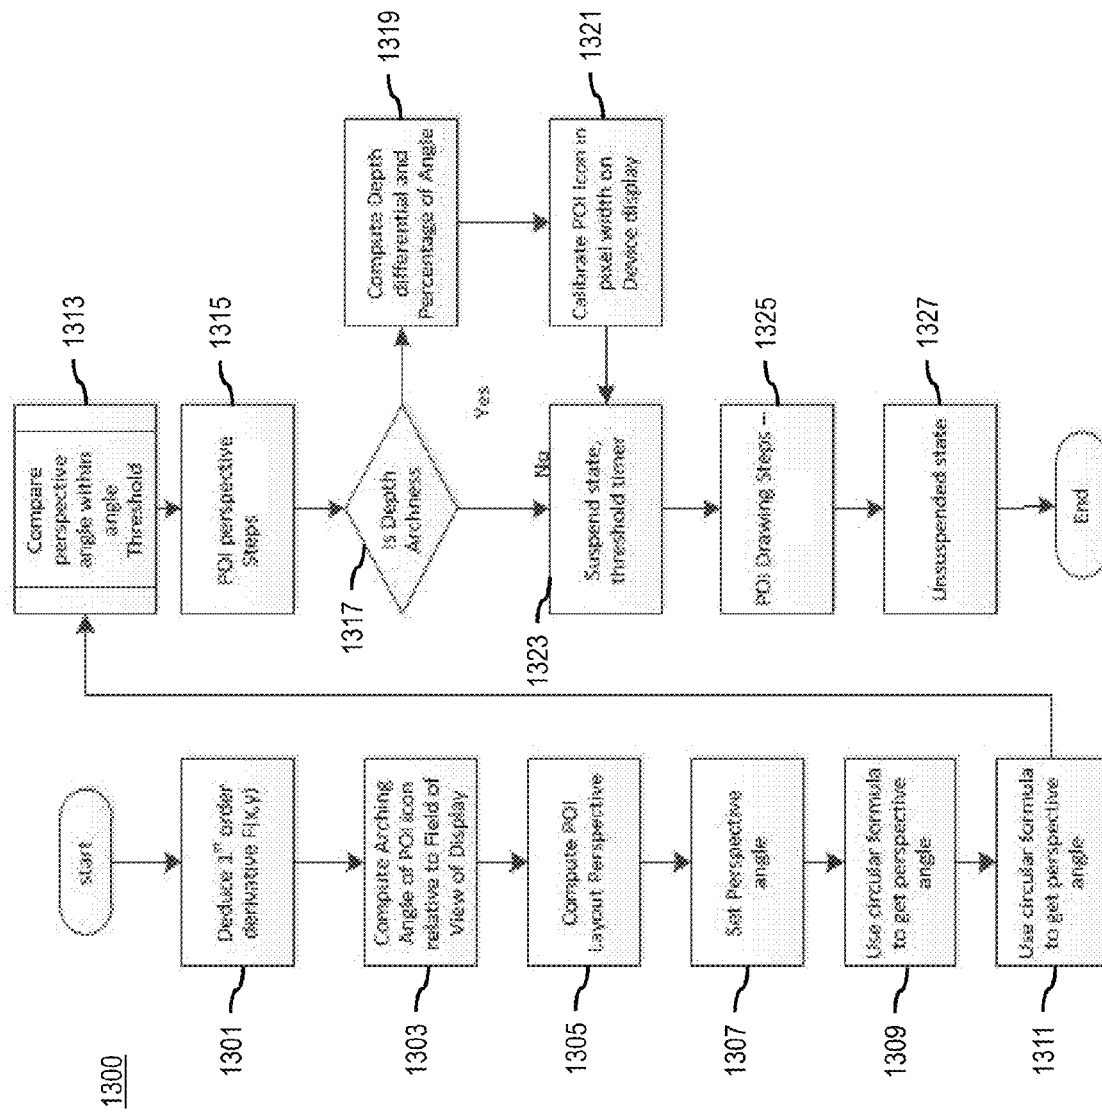 1300
start
1301
Deduce 1st order
derivative F(x,y)
1303
Compute Arching
Angle of POI icon
relative to Field of
View of Display
1305
Compute POI
Layout Perspective
1307
Set Perspective
angle
1309
Use circular formula
to get perspective
angle
1311
Use circular formula
to get perspective
angle
1313
Compare
perspective
angle within
angle
Threshold
1315
POI perspective
Steps
1317
Is Depth
Archness
Yes
No
1319
Compute Depth
differential and
Percentage of Angle
1321
Calibrate POI Icon in
pixel width on
Device display
1323
Suspend state,
threshold timer
1325
POI Drawing Steps --
1327
Unsuspended state
End